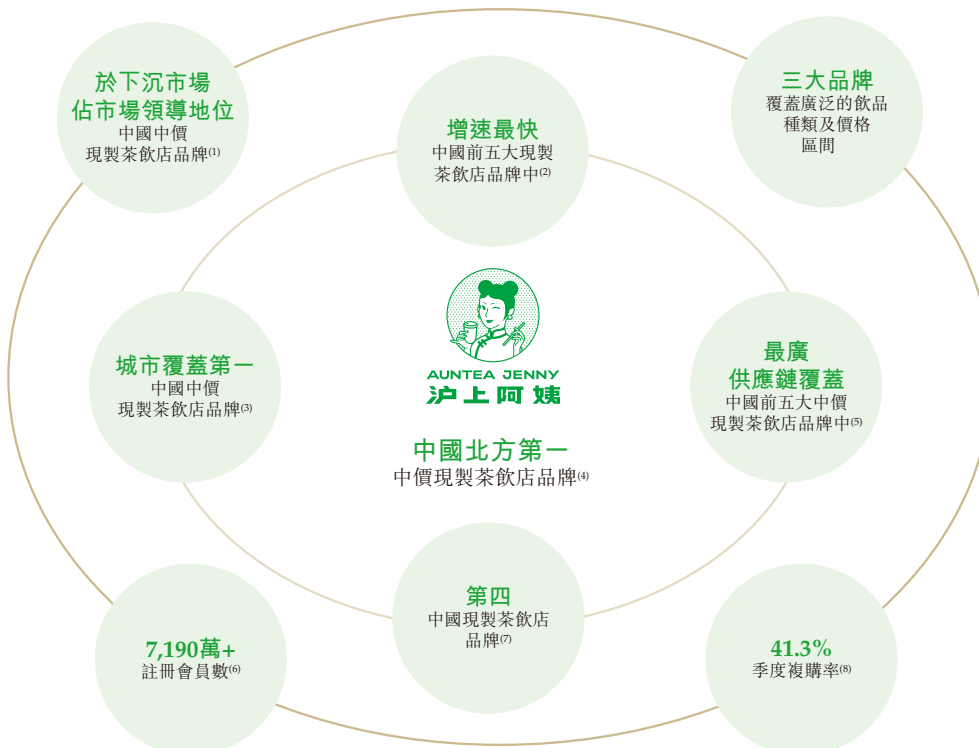 於下沉市場
佔市場領導地位
中國中價
現製茶飲店品牌(1)
增速最快
中國前五大現製
茶飲店品牌中(2)
三大品牌
覆蓋廣泛的飲品
種類及價格
區間
城市覆蓋第一
中國中價
現製茶飲店品牌(3)
AUNTEA JENNY
沪上阿姨
中國北方第一
中價現製茶飲店品牌(4)
最廣
供應鏈覆蓋
中國前五大中價
現製茶飲店品牌中(5)
7,190萬+
註冊會員數(6)
第四
中國現製茶飲店
品牌(7)
41.3%
季度複購率(8)